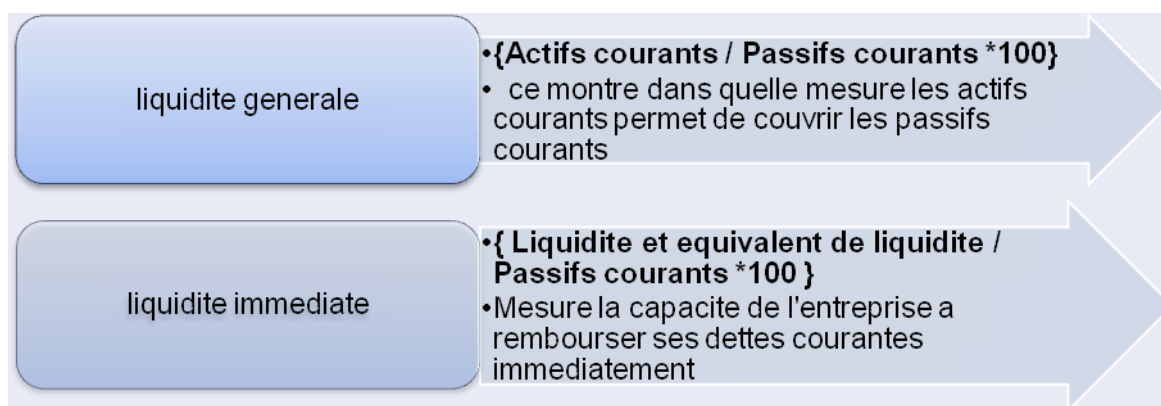 liquidite generale
•{Actifs courants / Passifs courants *100}
• ce montre dans quelle mesure les actifs
courants permet de couvrir les passifs
courants
liquidite immediate
•{ Liquidite et equivalent de liquidite /
Passifs courants *100 }
•Mesure la capacite de l'entreprise a
rembourser ses dettes courantes
immediatement